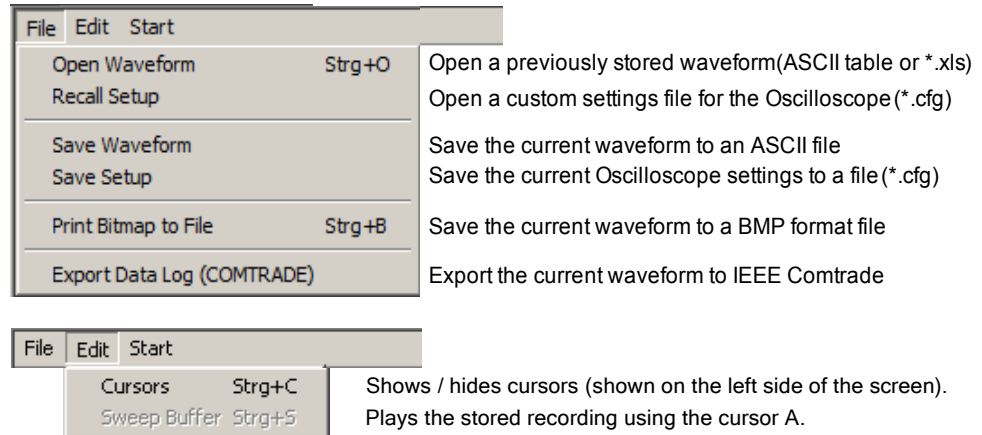 File Edit Start
Open Waveform Strg+O Open a previously stored waveform(ASCII table or *.xls)
Recall Setup Open a custom settings file for the Oscilloscope (*.cfg)
Save Waveform Save the current waveform to an ASCII file
Save Setup Save the current Oscilloscope settings to a file (*.cfg)
Print Bitmap to File Strg+B Save the current waveform to a BMP format file
Export Data Log (COMTRADE) Export the current waveform to IEEE Comtrade
File Edit Start
Cursors Strg+C Shows / hides cursors (shown on the left side of the screen).
Sweep Buffer Strg+S Plays the stored recording using the cursor A.